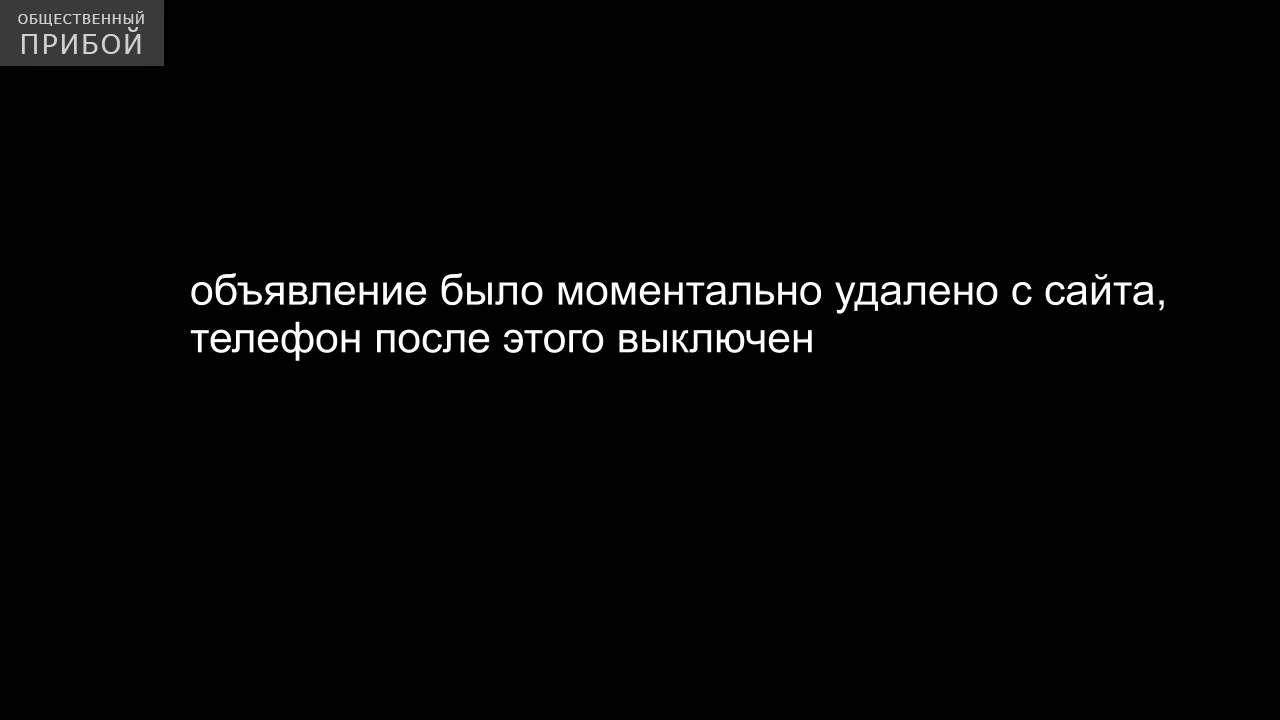 ОБЩЕСТВЕННЫЙ
ПРИБОЙ
объявление было моментально удалено с сайта,
телефон после этого выключен